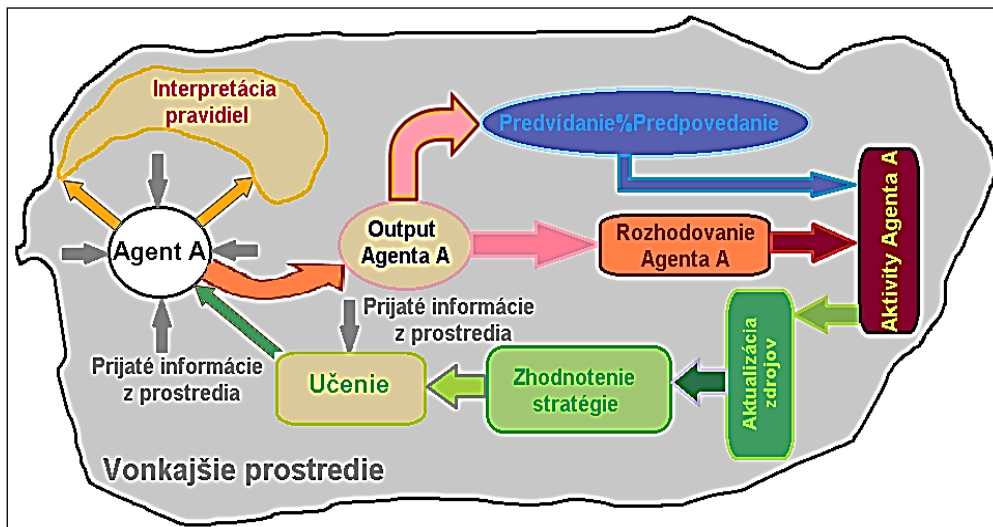 Interpretácia
pravidiel
Predvídanie%Predpovedanie
Agent A
Output
Agenta A
Rozhodovanie
Agenta A
Aktivity Agenta A
Prijaté informácie
z prostredia
Prijaté informácie
z prostredia
Učenie
Zhodnotenie
stratégie
Aktualizácia
zdrojov
Vonkajšie prostredie